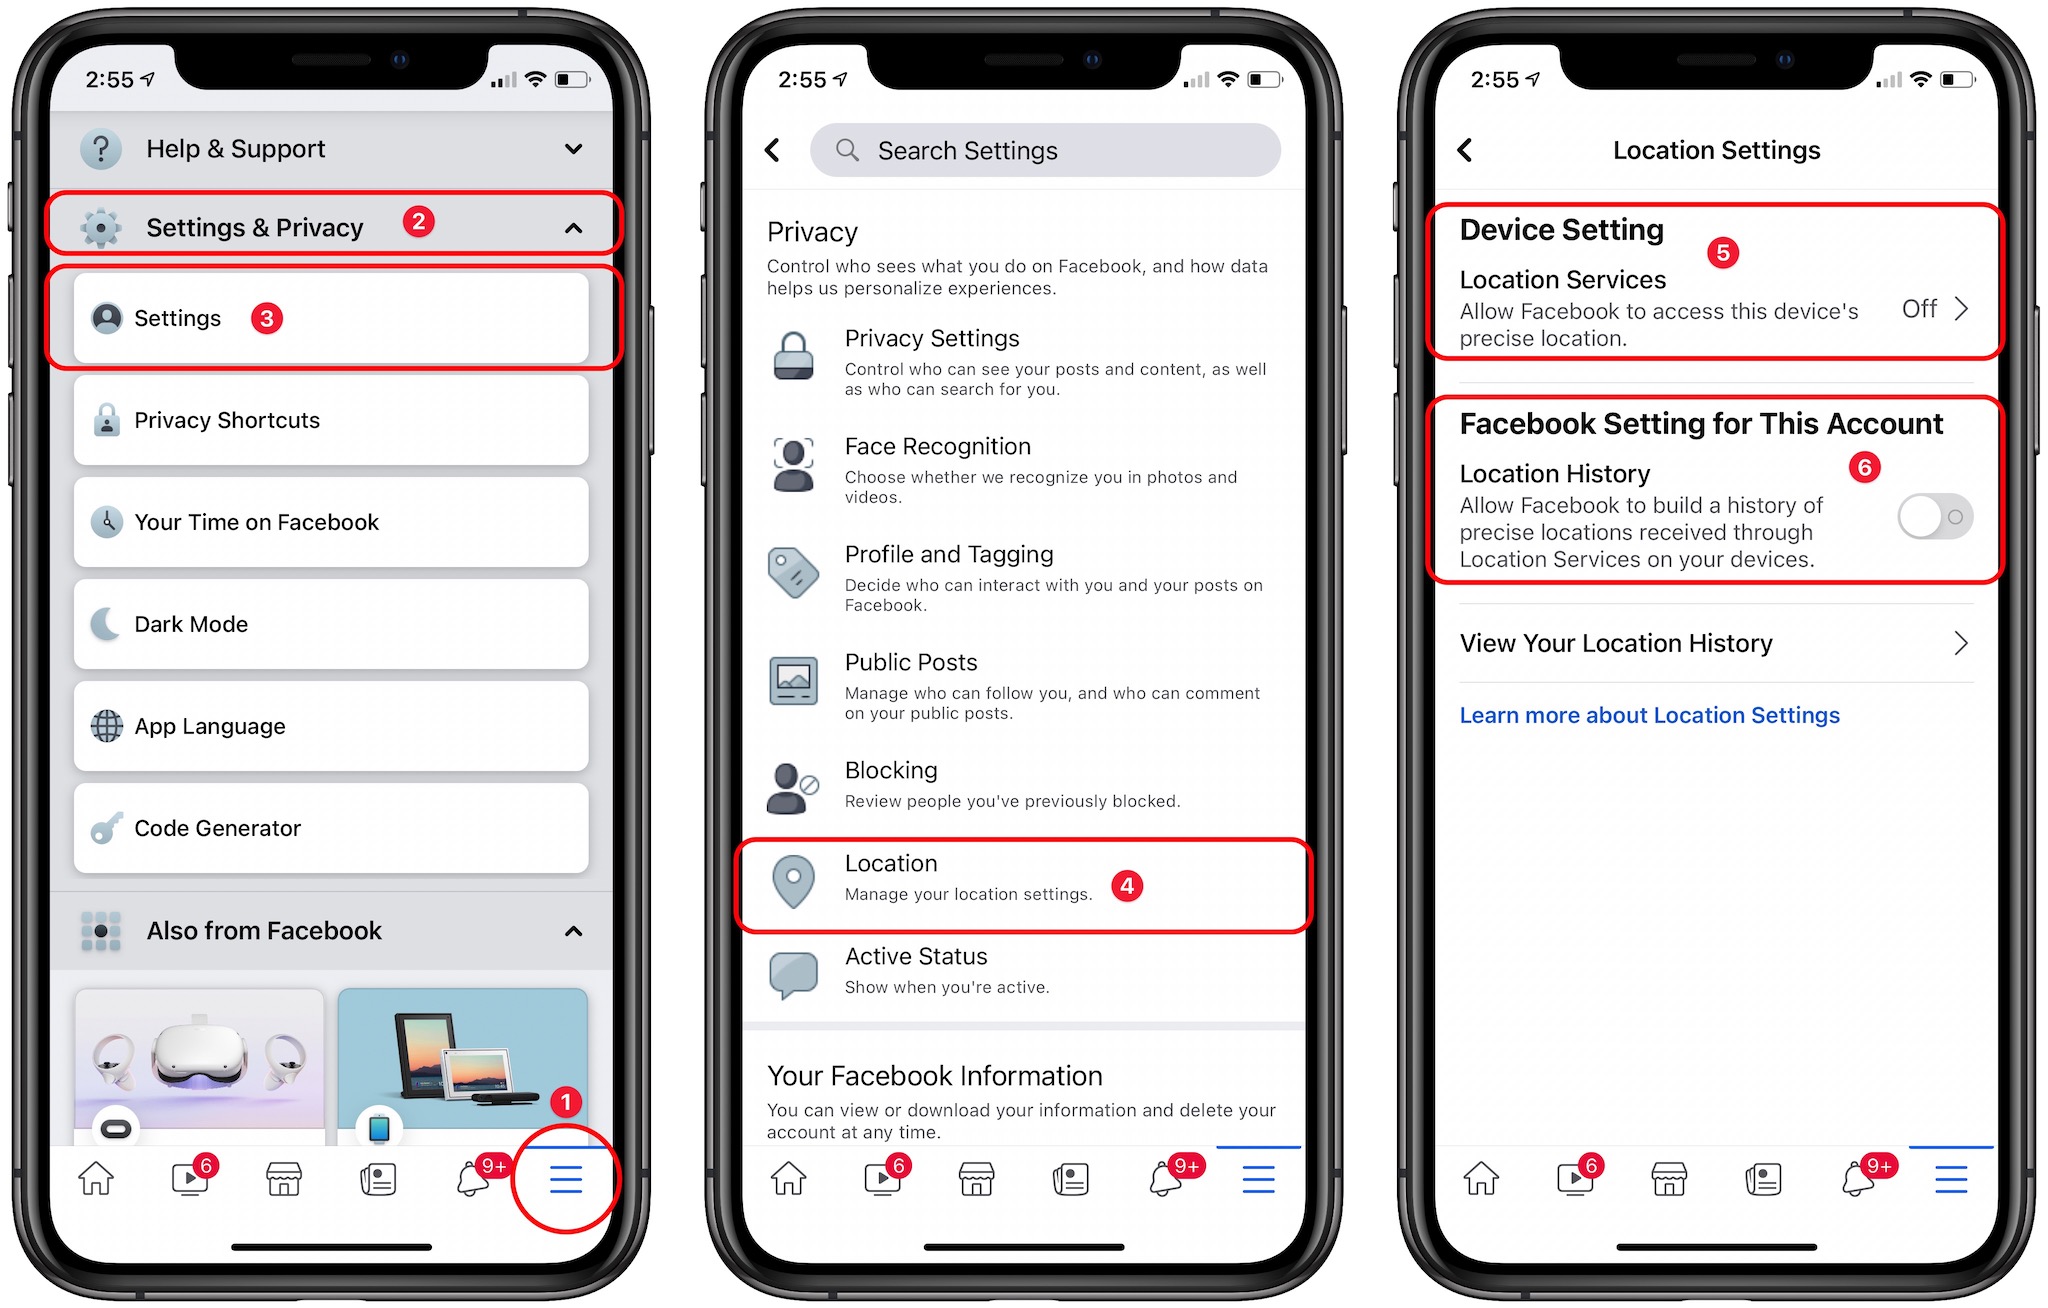 2:55
Help & Support
Settings & Privacy 2
Settings 3
Privacy Shortcuts
Your Time on Facebook
Dark Mode
App Language
Code Generator
Also from Facebook
1
6
9+
2:55
Search Settings
Privacy
Control who sees what you do on Facebook, and how data
helps us personalize experiences.
Privacy Settings
Control who can see your posts and content, as well
as who can search for you.
Face Recognition
Choose whether we recognize you in photos and
videos.
Profile and Tagging
Decide who can interact with you and your posts on
Facebook.
Public Posts
Manage who can follow you, and who can comment
on your public posts.
Blocking
Review people you've previously blocked.
Location
Manage your location settings. 4
Active Status
Show when you're active.
Your Facebook Information
You can view or download your information and delete your
account at any time.
6
9+
2:55
Location Settings
Device Setting
5
Location Services
Allow Facebook to access this device's
precise location.
Off
Facebook Setting for This Account
Location History 6
Allow Facebook to build a history of
precise locations received through
Location Services on your devices.
View Your Location History
Learn more about Location Settings
6
9+